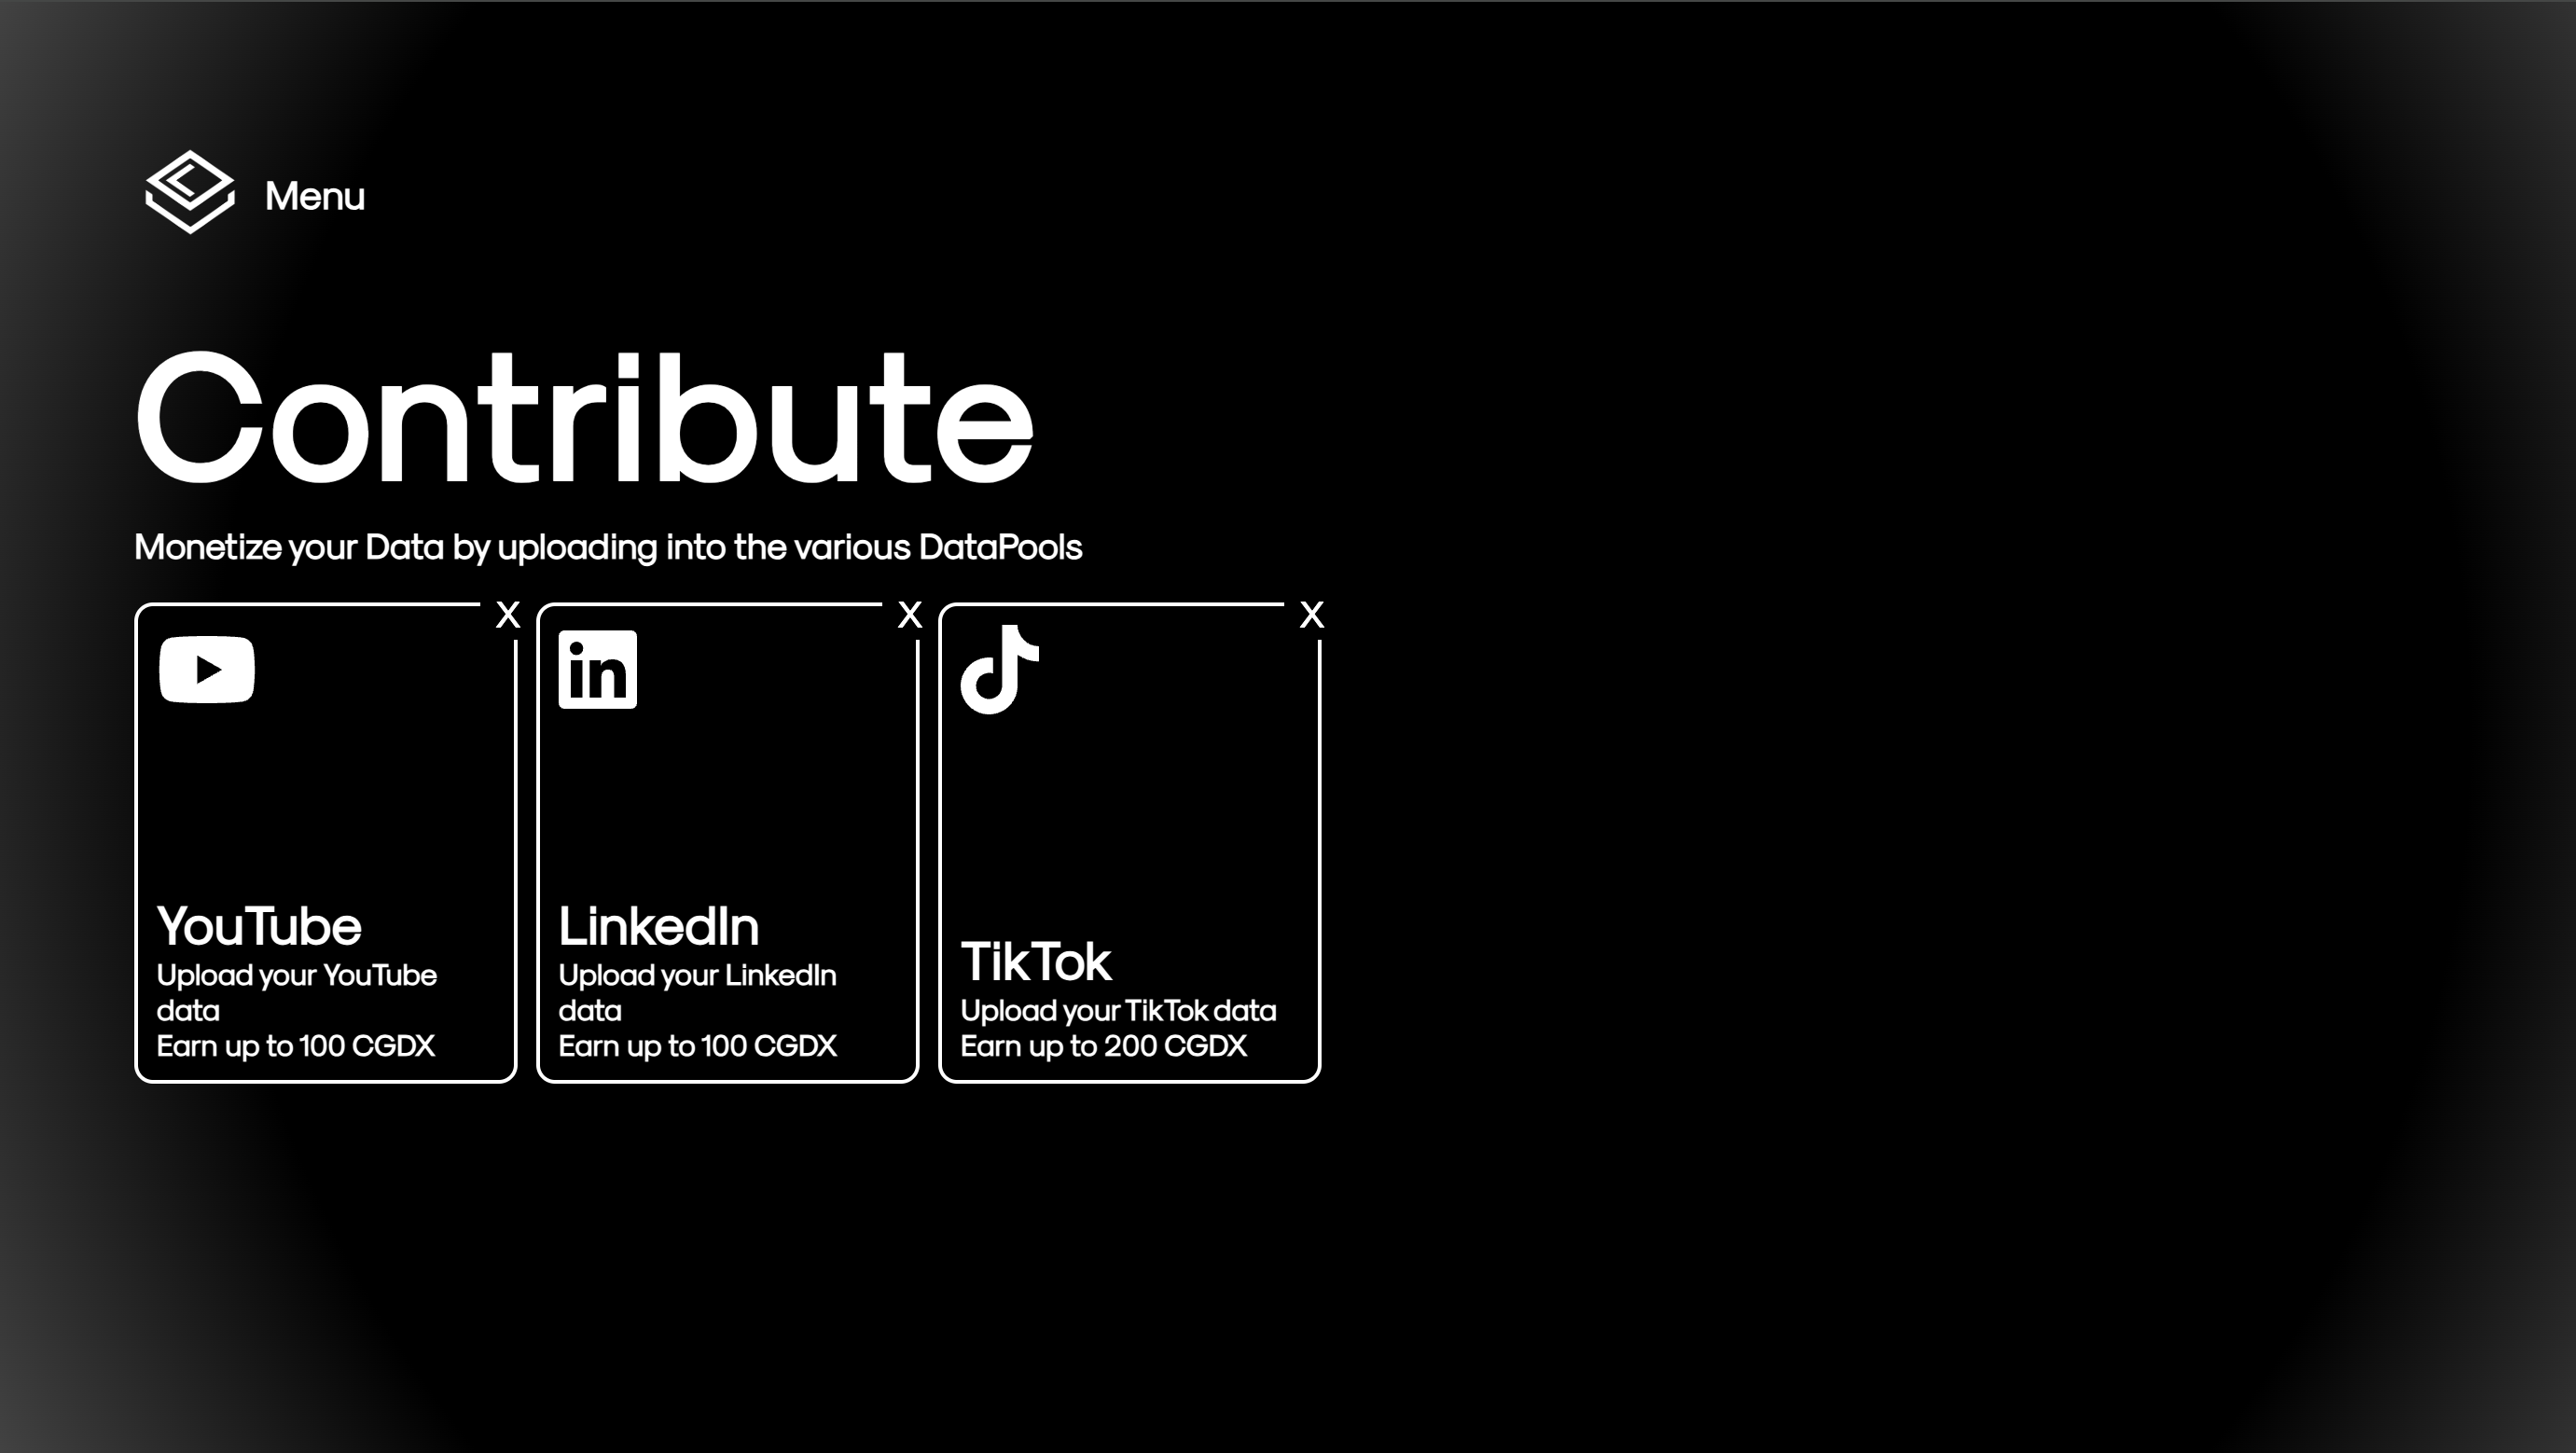 Menu
Contribute
Monetize your Data by uploading into the various DataPools
X
YouTube
Upload your YouTube
data
Earn up to 100 CGDX
X
in
LinkedIn
Upload your LinkedIn
data
Earn up to 100 CGDX
X
TikTok
Upload your TikTok data
Earn up to 200 CGDX